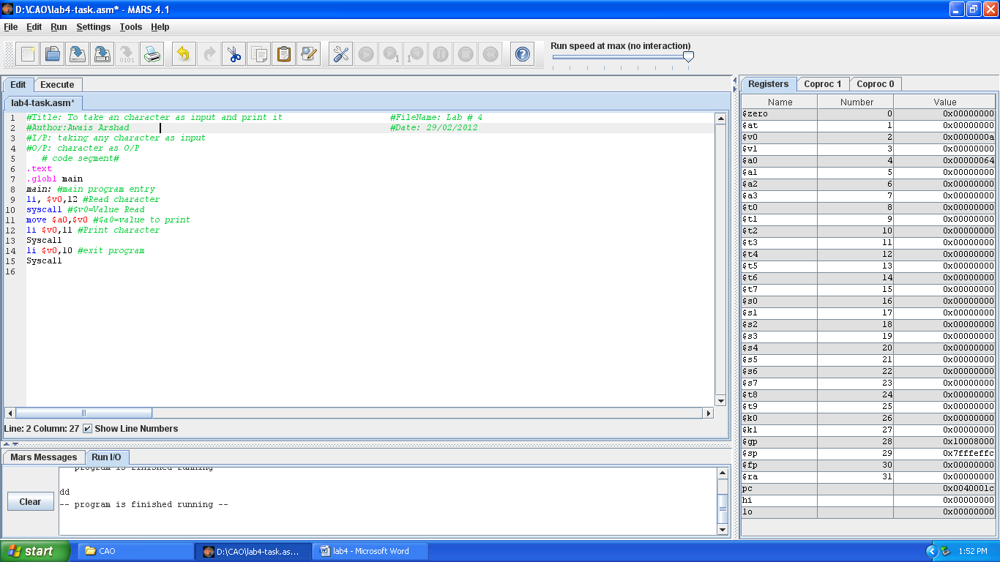 D:\CAO\lab4-task.asm* - MARS 4.1
File Edit Run Settings Tools Help
Run speed at max (no interaction)
Edit Execute
lab4-task.asm*
1 #Title: To take an character as input and print it #FileName: Lab # 4
2 #Author:Awais Arshad #Date: 29/02/2012
3 #I/P: taking any character as input
4 #O/P: character as O/P
5 # code segment#
6 .text
7 .globl main
8 main: #main program entry
9 li, $v0,12 #Read character
10 syscall #$v0=Value Read
11 move $a0,$v0 #$a0=value to print
12 li $v0,11 #Print character
13 Syscall
14 li $v0,10 #exit program
15 Syscall
16
Line: 2 Column: 27 Show Line Numbers
Mars Messages Run I/O
Clear
program is finished running
dd
-- program is finished running --
Registers Coproc 1 Coproc 0
Name Number Value
$zero 0 0x00000000
$at 1 0x00000000
$v0 2 0x0000000a
$v1 3 0x00000000
$a0 4 0x00000064
$a1 5 0x00000000
$a2 6 0x00000000
$a3 7 0x00000000
$t0 8 0x00000000
$t1 9 0x00000000
$t2 10 0x00000000
$t3 11 0x00000000
$t4 12 0x00000000
$t5 13 0x00000000
$t6 14 0x00000000
$t7 15 0x00000000
$s0 16 0x00000000
$s1 17 0x00000000
$s2 18 0x00000000
$s3 19 0x00000000
$s4 20 0x00000000
$s5 21 0x00000000
$s6 22 0x00000000
$s7 23 0x00000000
$t8 24 0x00000000
$t9 25 0x00000000
$k0 26 0x00000000
$k1 27 0x00000000
$gp 28 0x10008000
$sp 29 0x7fffeffc
$fp 30 0x00000000
$ra 31 0x00000000
pc 0x0040001c
hi 0x00000000
lo 0x00000000
start CAO D:\CAO\lab4-task.as... lab4 - Microsoft Word 1:52 PM